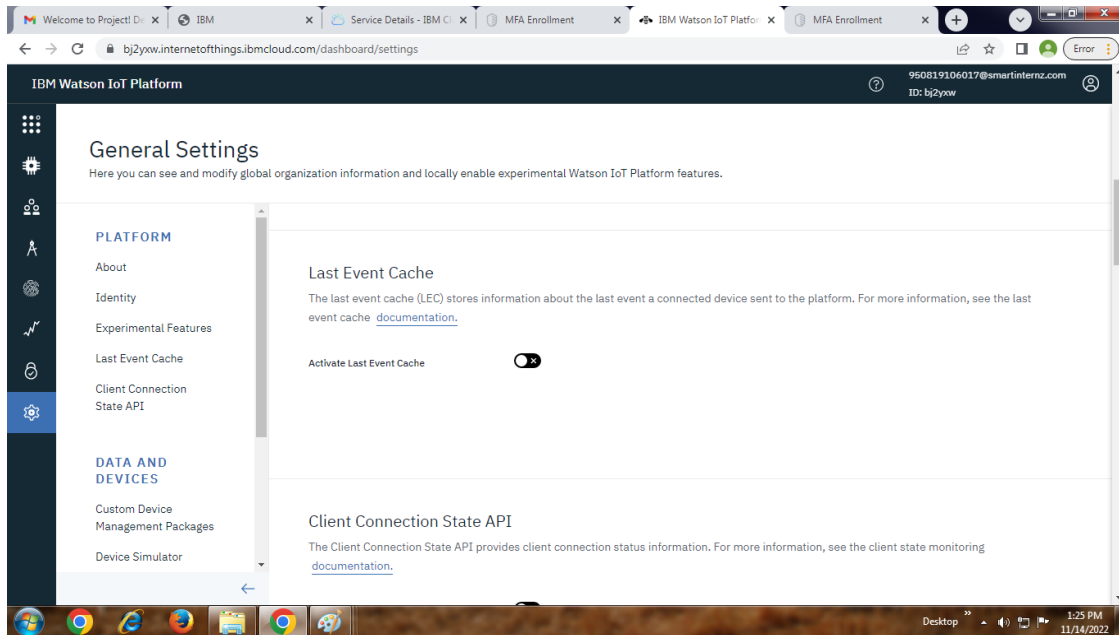 Welcome to Project! De
IBM
Service Details - IBM Cl
MFA Enrollment
IBM Watson IoT Platfor
MFA Enrollment
bj2yxw.internetofthings.ibmcloud.com/dashboard/settings
Error
IBM Watson IoT Platform
950819106017@smartinternz.com
ID: bj2yxw
General Settings
Here you can see and modify global organization information and locally enable experimental Watson IoT Platform features.
PLATFORM
About
Identity
Experimental Features
Last Event Cache
Client Connection
State API
DATA AND
DEVICES
Custom Device
Management Packages
Device Simulator
Last Event Cache
The last event cache (LEC) stores information about the last event a connected device sent to the platform. For more information, see the last
event cache documentation.
Activate Last Event Cache
Client Connection State API
The Client Connection State API provides client connection status information. For more information, see the client state monitoring
documentation.
Desktop
1:25 PM
11/14/2022